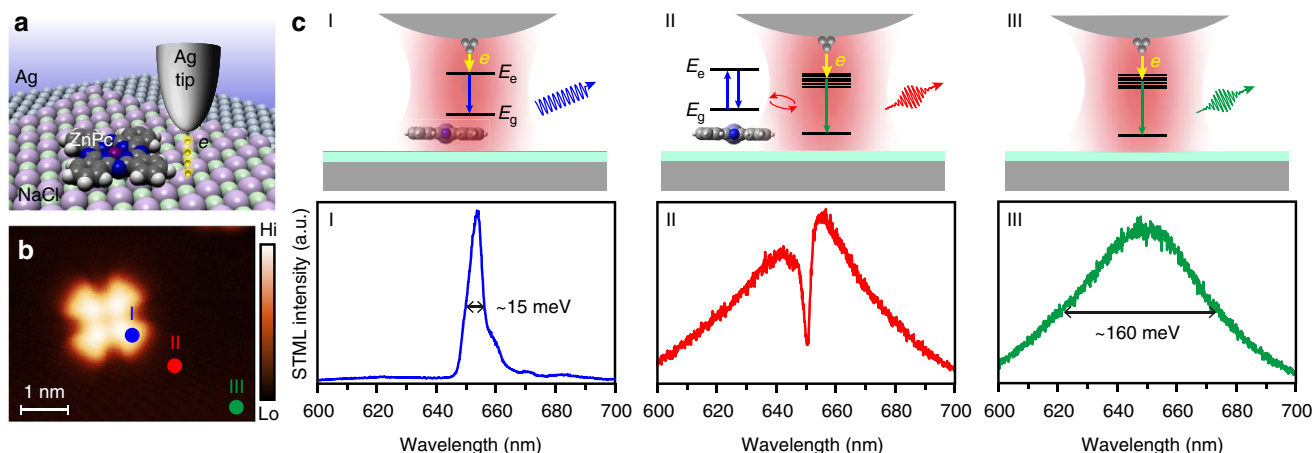 a
Ag
Ag
tip
ZnPc
e
NaCl
b
Hi
I
II
III
1 nm
Lo
c
I
e
Ee
Eg
II
Ee
Eg
e
III
e
STML intensity (a.u.)
I
~15 meV
600 620 640 660 680 700
Wavelength (nm)
II
600 620 640 660 680 700
Wavelength (nm)
III
~160 meV
600 620 640 660 680 700
Wavelength (nm)